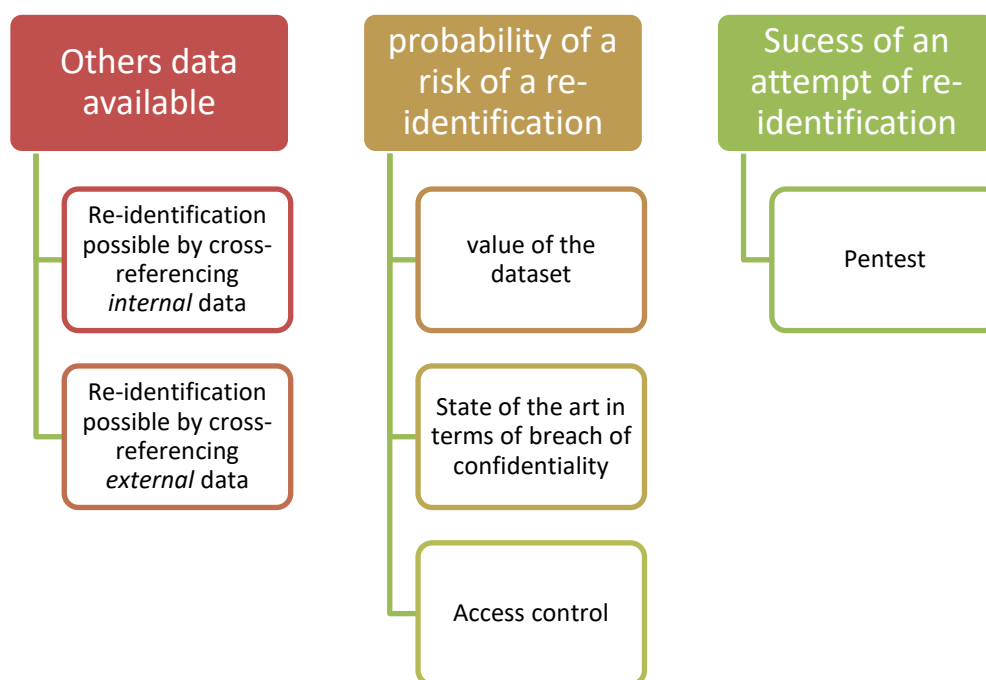 Others data
available
Re-identification
possible by cross-
referencing
internal data
Re-identification
possible by cross-
referencing
external data
probability of a
risk of a re-
identification
value of the
dataset
State of the art in
terms of breach of
confidentiality
Access control
Sucess of an
attempt of re-
identification
Pentest